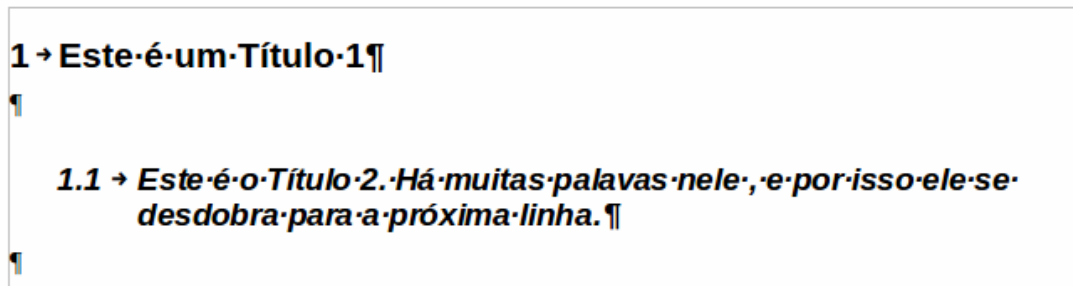 1→Este·é·um·Título·1¶
¶
1.1→Este·é·o·Título·2.·Há·muitas·palavas·nele·,·e·por·isso·ele·se·
desdobra·para·a·próxima·linha.¶
¶